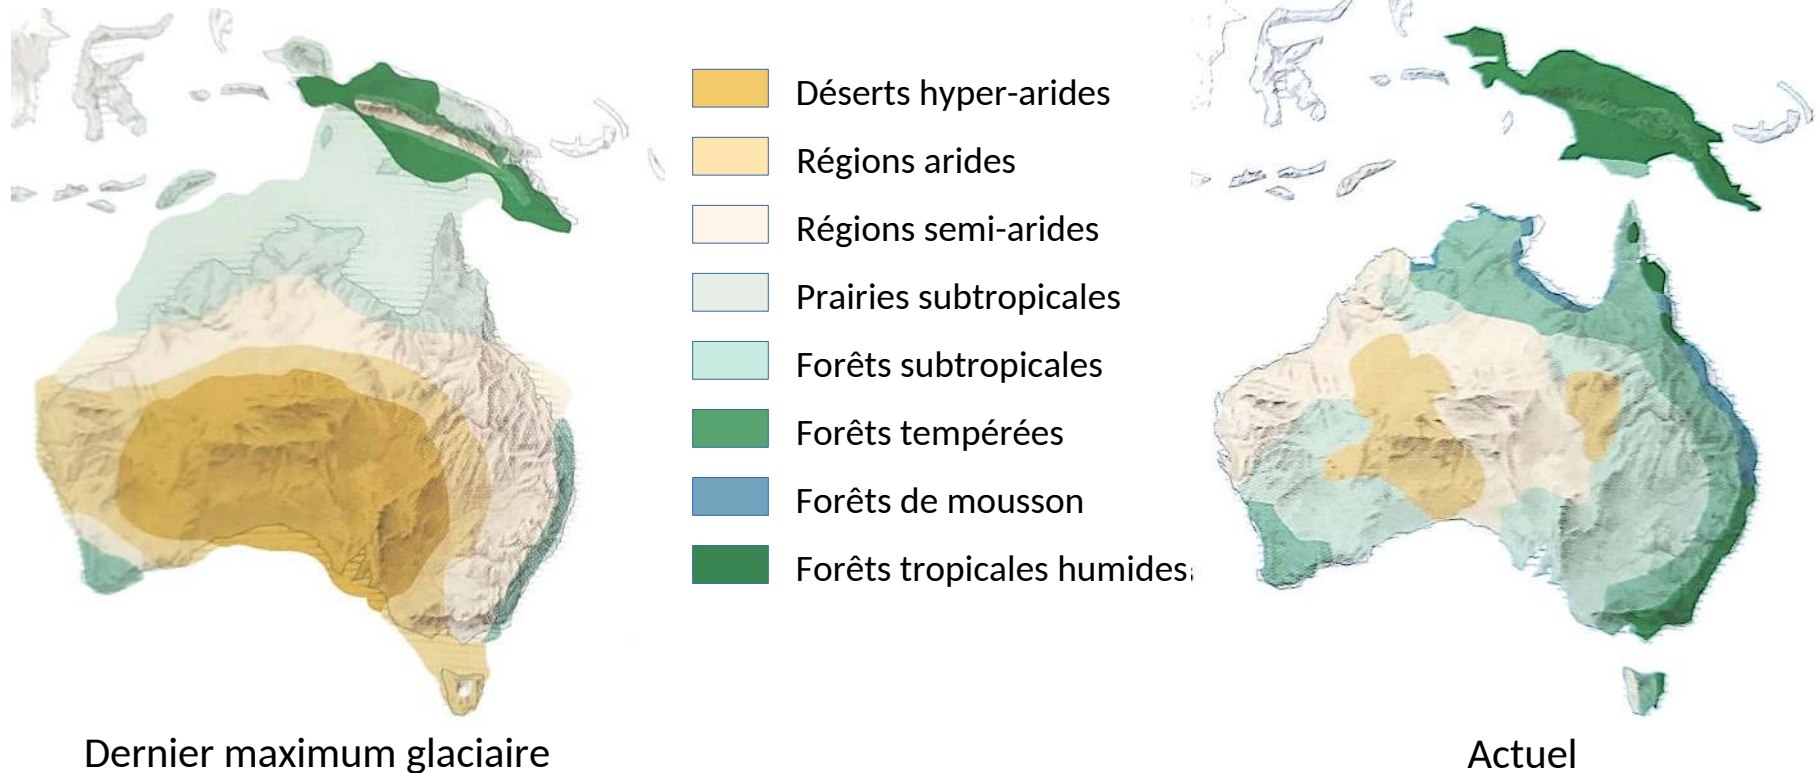 Déserts hyper-arides
Régions arides
Régions semi-arides
Prairies subtropicales
Forêts subtropicales
Forêts tempérées
Forêts de mousson
Forêts tropicales humides
Dernier maximum glaciaire
Actuel